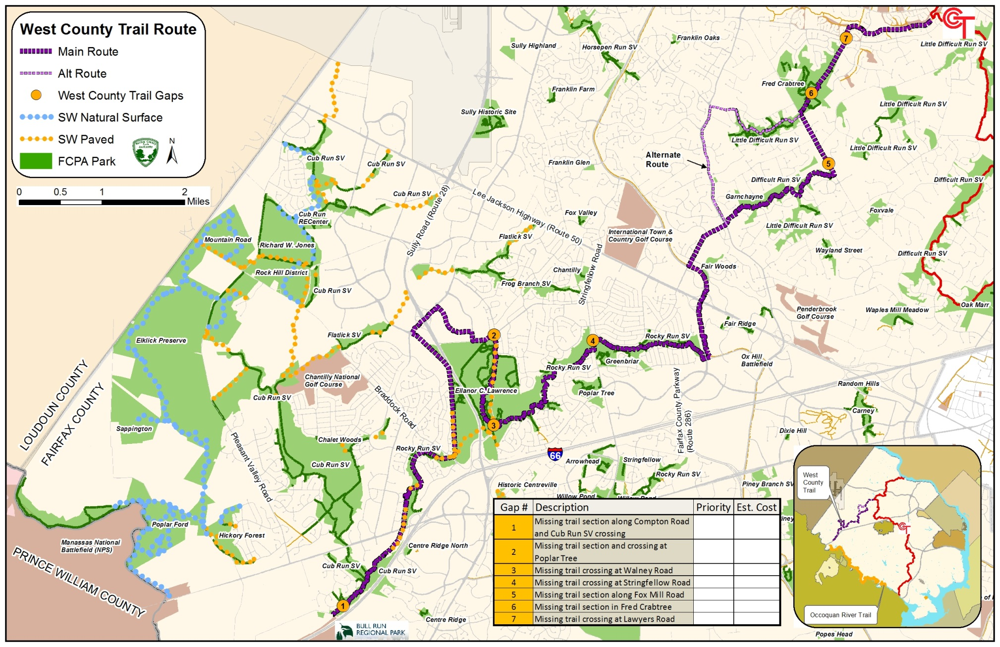 West County Trail Route
Main Route
Alt Route
West County Trail Gaps
SW Natural Surface
SW Paved
FCPA Park
Fairfax County
Park
Authority
N
0 0.5 1 2
Miles
CCT
7
Little Difficult Run SV
Franklin Oaks
Sully Highland
Horsepen Run SV
Fred Crabtree
6
Franklin Farm
Little Difficult Run SV
Sully Historic Site
Little Difficult Run SV
Little Difficult Run SV
Alternate
Route
Franklin Glen
5
Cub Run SV
Cub Run SV
Difficult Run SV
Difficult Run SV
Cub Run SV
Lee Jackson Highway (Route 50)
Sully Road (Route 28)
Garnchayne
Foxvale
Fox Valley
Cub Run
RECenter
Little Difficult Run SV
International Town &
Country Golf Course
Flatlick SV
Mountain Road
Richard W. Jones
Wayland Street
Difficult Run SV
Stringfellow Road
Fair Woods
Chantilly
Rock Hill District
Frog Branch SV
Cub Run SV
Oak Marr
Penderbrook
Golf Course
Waples Mill Meadow
Fair Ridge
Flatlick SV
2
4
Rocky Run SV
Elklick Preserve
Greenbriar
Ox Hill
Battlefield
Rocky Run SV
Chantilly National
Golf Course
Ellanor C. Lawrence
Poplar Tree
Random Hills
Cub Run SV
Braddock Road
Carney
LOUDOUN COUNTY
FAIRFAX COUNTY
Fairfax County Parkway
(Route 286)
Sappington
3
Dixie Hill
Chalet Woods
Pleasant Valley Road
Rocky Run SV
66
Arrowhead
Stringfellow
Cub Run SV
Rocky Run SV
Historic Centreville
Piney Branch SV
Willow Pond
Willow Pond
Poplar Ford
Hickory Forest
Manassas National
Battlefield (NPS)
PRINCE WILLIAM COUNTY
Centre Ridge North
Cub Run SV
Cub Run SV
1
Centre Ridge
BULL RUN
REGIONAL PARK
Gap # Description Priority Est. Cost
1 Missing trail section along Compton Road
and Cub Run SV crossing
2 Missing trail section and crossing at
Poplar Tree
3 Missing trail crossing at Walney Road
4 Missing trail crossing at Stringfellow Road
5 Missing trail section along Fox Mill Road
6 Missing trail section in Fred Crabtree
7 Missing trail crossing at Lawyers Road
West
County
Trail
CCT
Occoquan River Trail
Popes Head